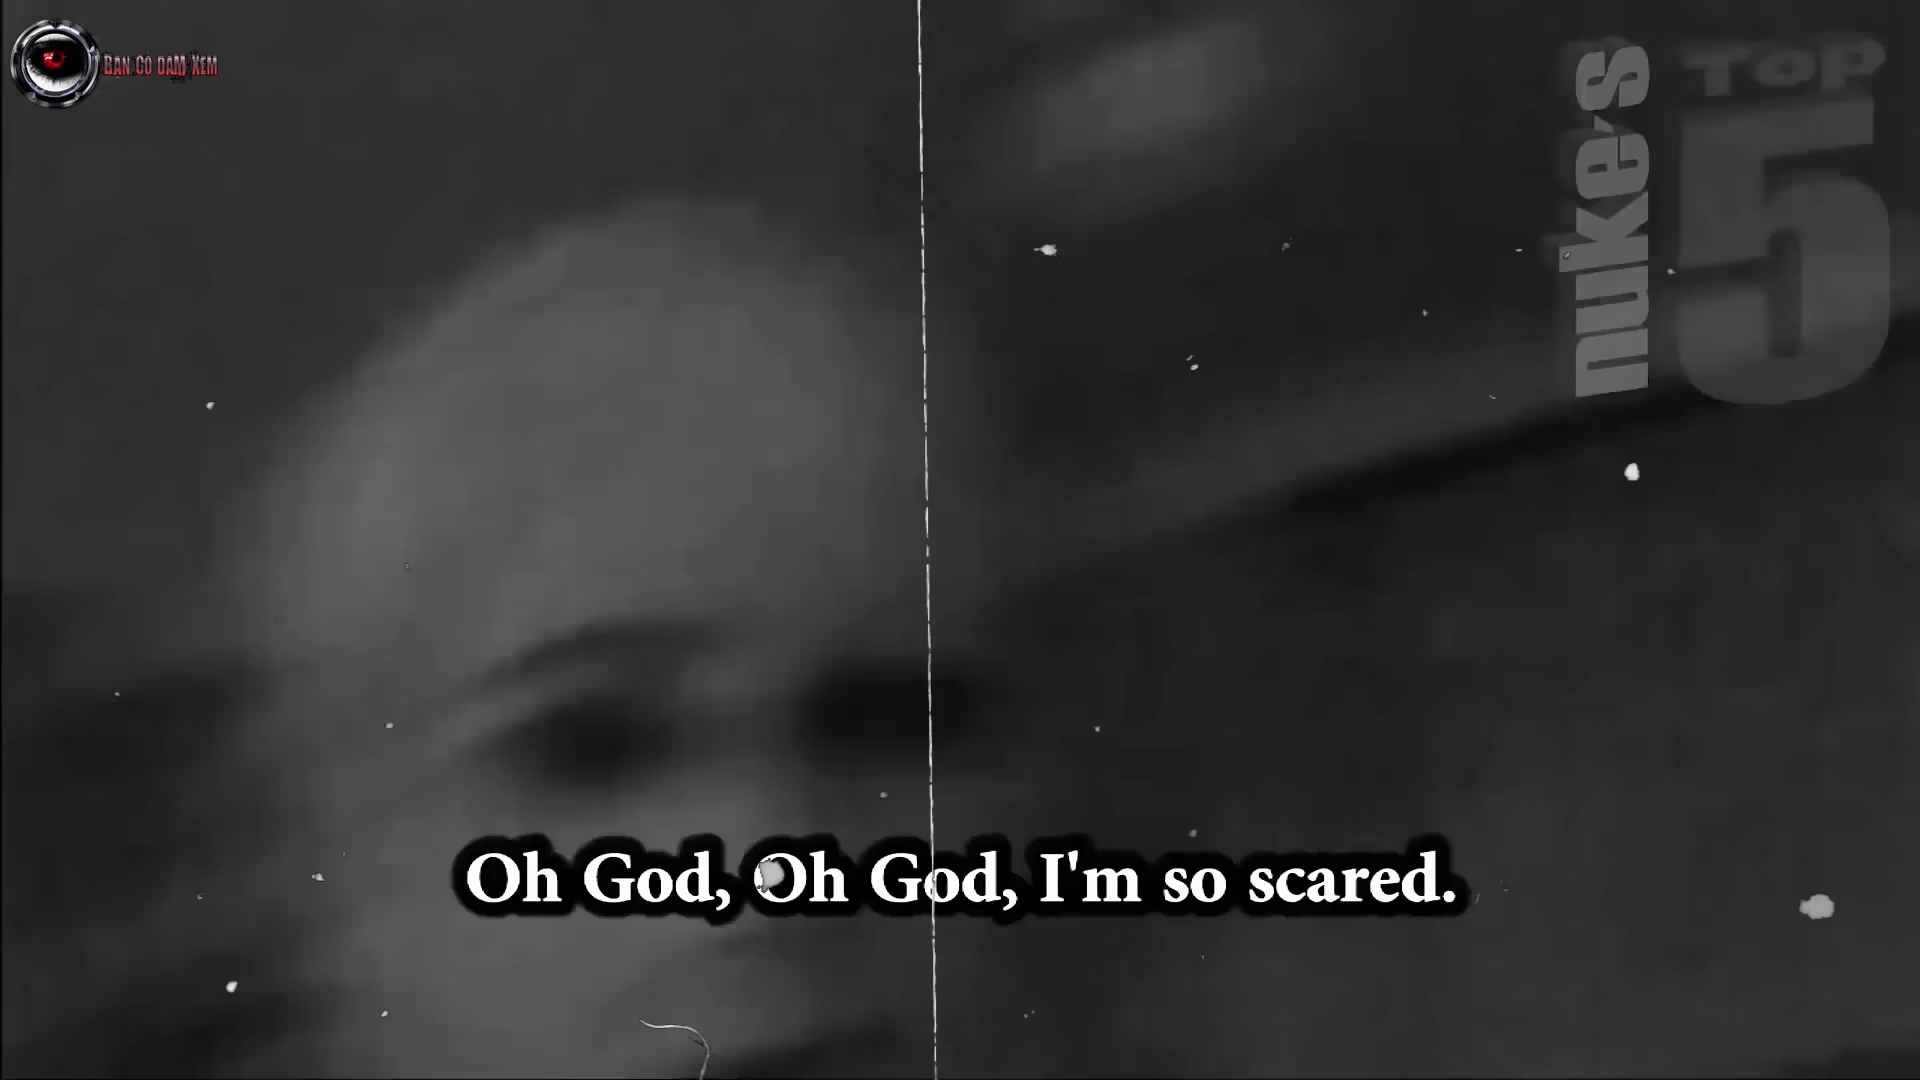 BẠN CÓ DÁM XEM
nuke's
TOP
5
Oh God, Oh God, I'm so scared.